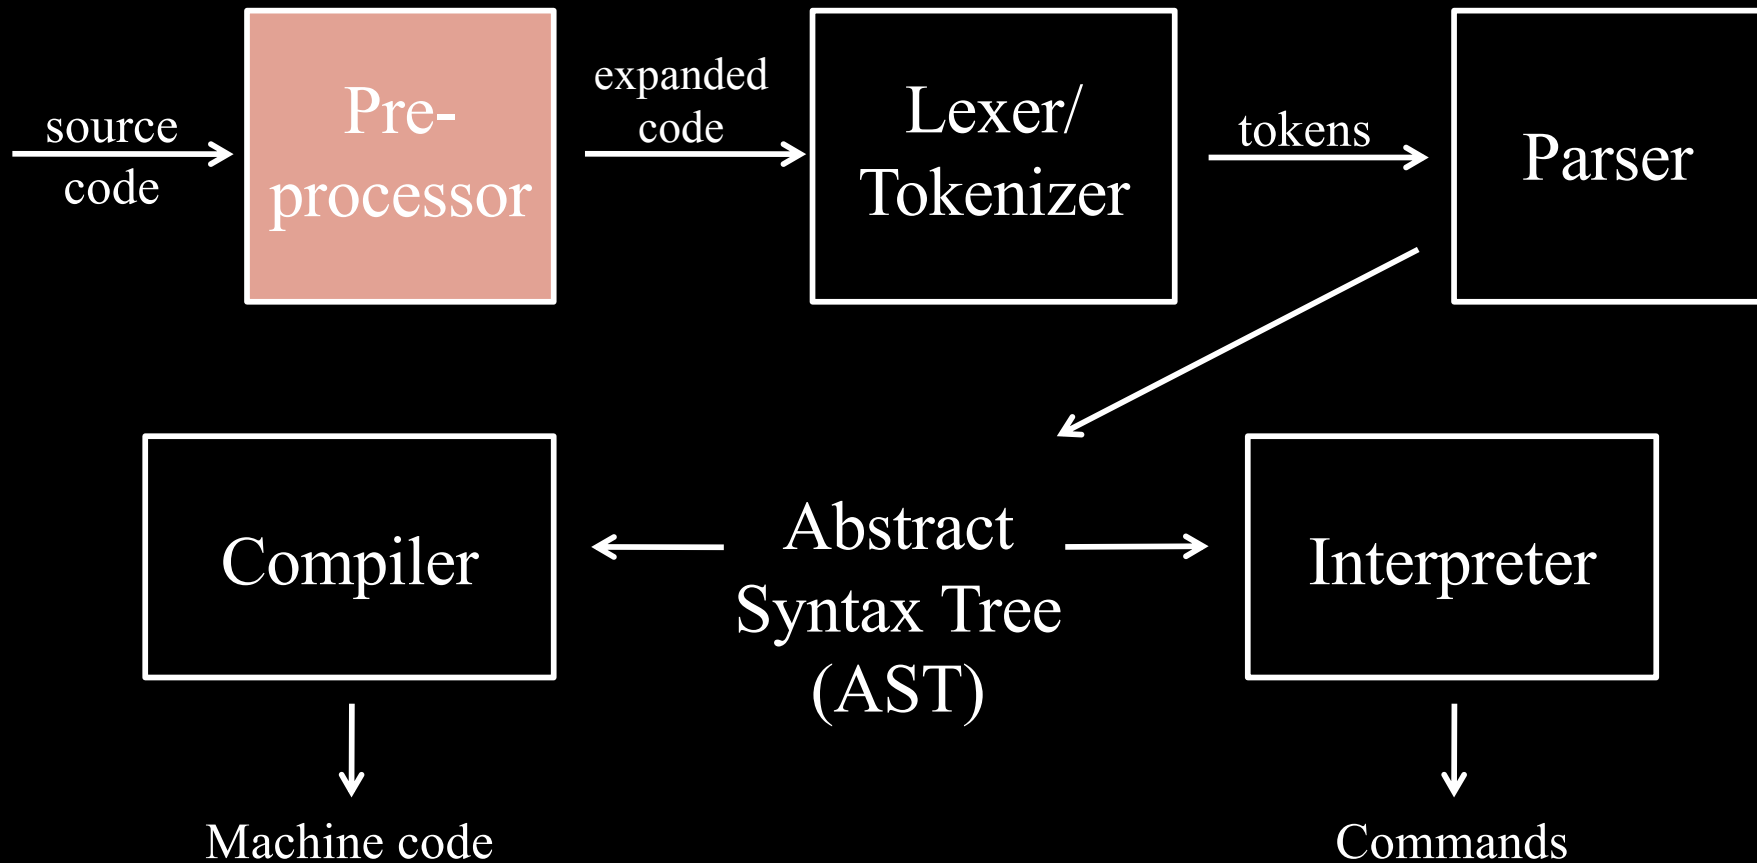 source
code
Pre-
processor
expanded
code
Lexer/
Tokenizer
tokens
Parser
Compiler
Abstract
Syntax Tree
(AST)
Interpreter
Machine code
Commands